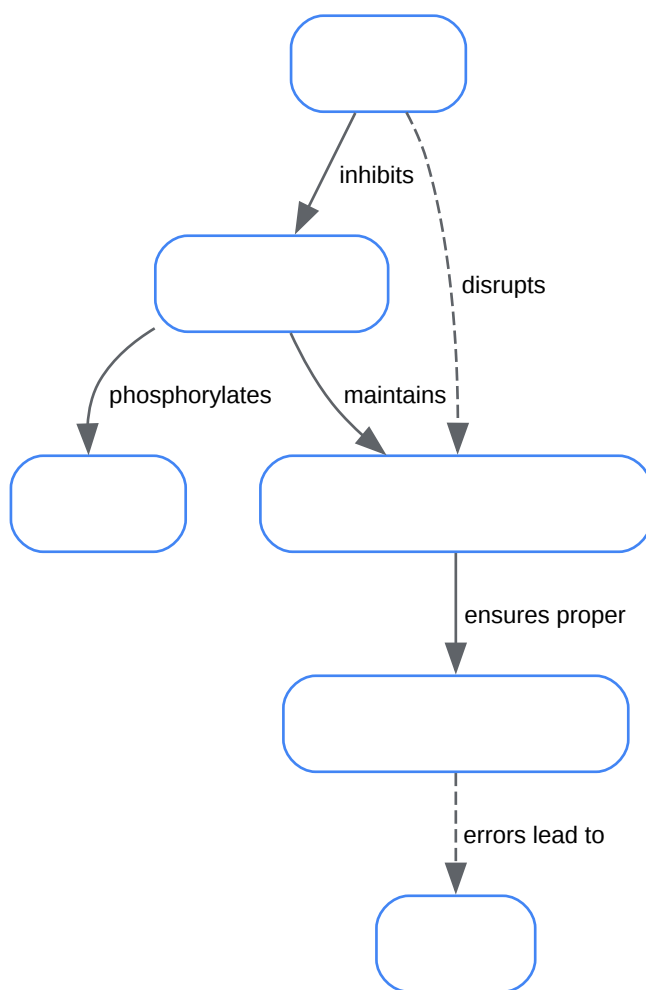 inhibits
disrupts
phosphorylates
maintains
ensures proper
errors lead to